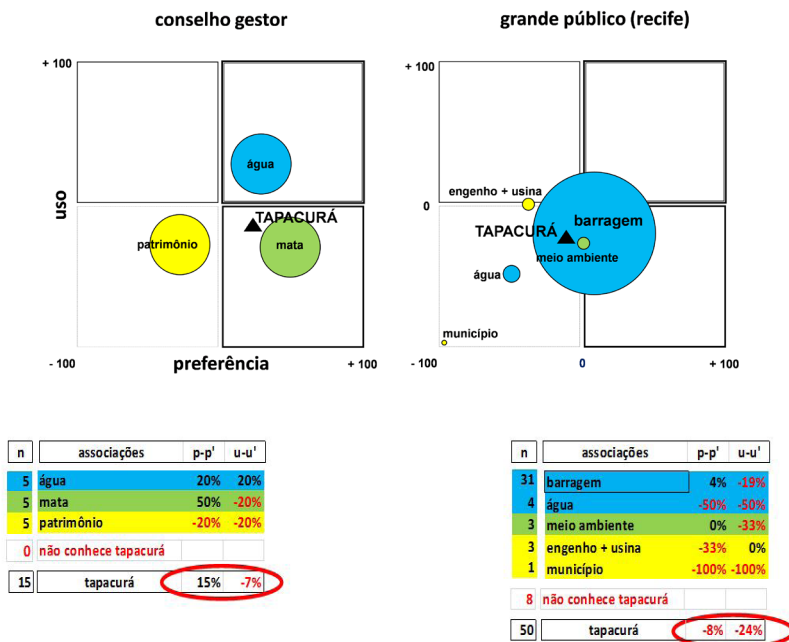 conselho gestor
+ 100
uso
água
TAPACURÁ
patrimônio
mata
- 100
preferência
+ 100
grande público (recife)
+ 100
engenho + usina
0
barragem
TAPACURÁ
meio ambiente
água
município
- 100
0
+ 100
n associações p-p' u-u'
5 água 20% 20%
5 mata 50% -20%
5 patrimônio -20% -20%
0 não conhece tapacurá
15 tapacurá 15% -7%
n associações p-p' u-u'
31 barragem 4% -19%
4 água -50% -50%
3 meio ambiente 0% -33%
3 engenho + usina -33% 0%
1 município -100% -100%
8 não conhece tapacurá
50 tapacurá -8% -24%